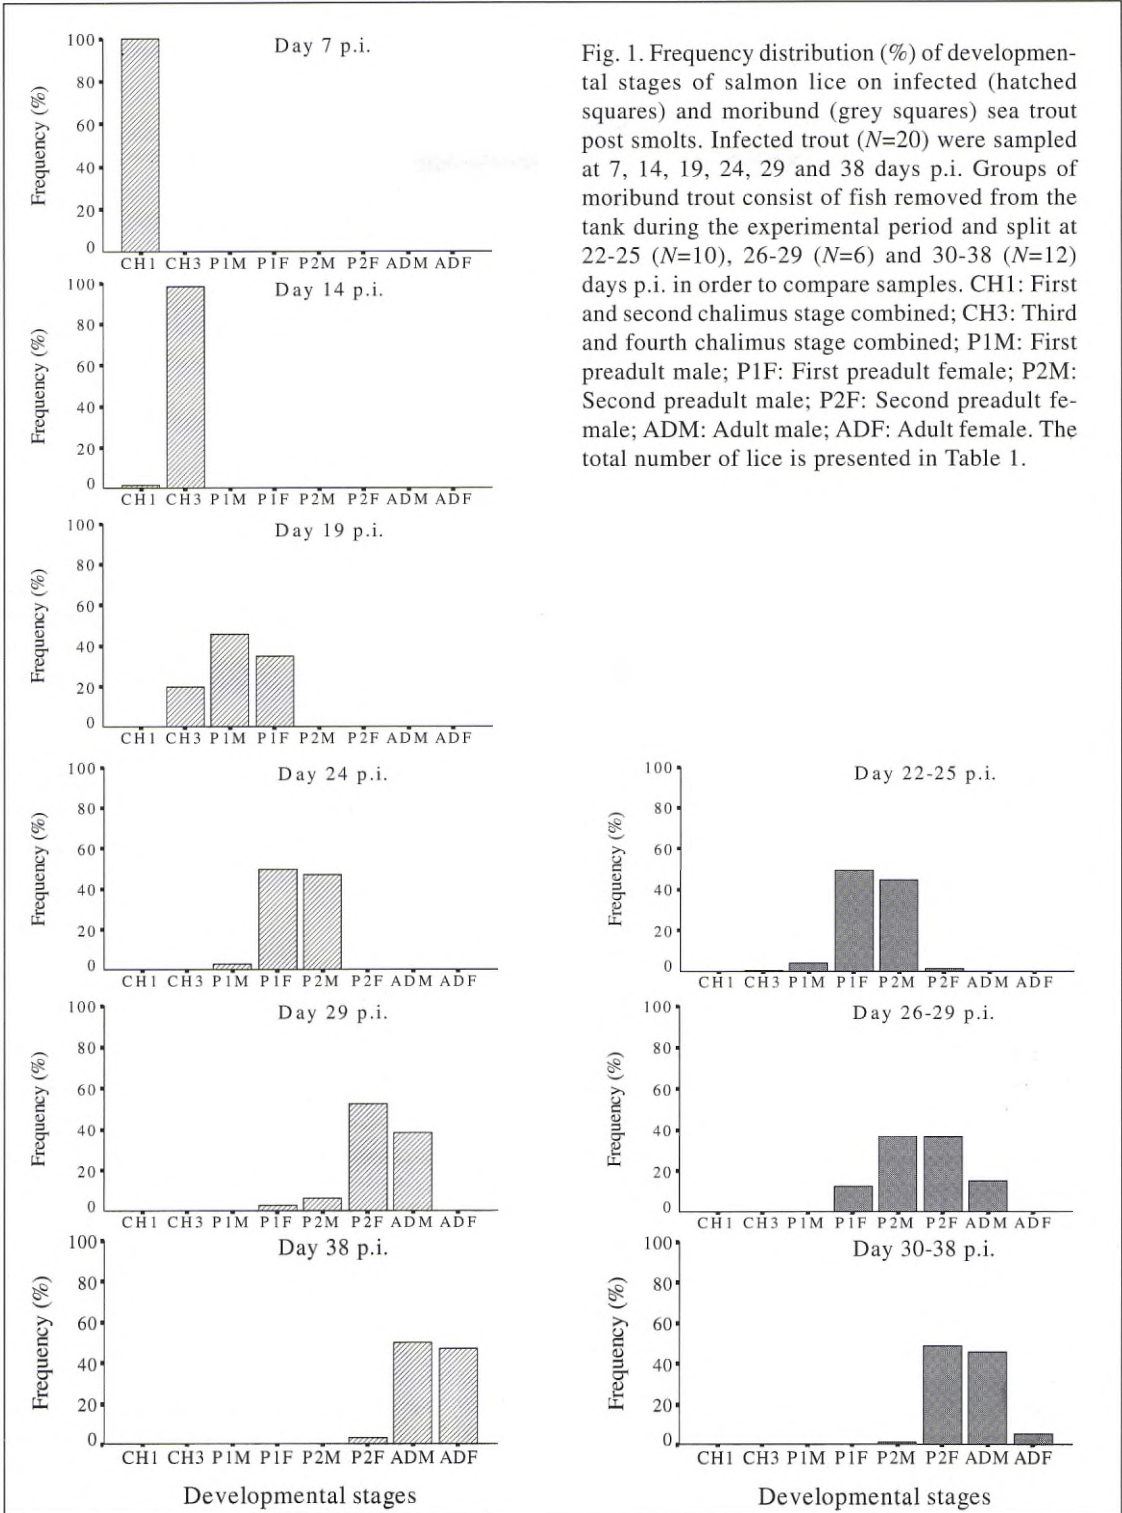 Fig. 1. Frequency distribution (%) of developmen-
tal stages of salmon lice on infected (hatched
squares) and moribund (grey squares) sea trout
post smolts. Infected trout (N=20) were sampled
at 7, 14, 19, 24, 29 and 38 days p.i. Groups of
moribund trout consist of fish removed from the
tank during the experimental period and split at
22-25 (N=10), 26-29 (N=6) and 30-38 (N=12)
days p.i. in order to compare samples. CH1: First
and second chalimus stage combined; CH3: Third
and fourth chalimus stage combined; P1M: First
preadult male; P1F: First preadult female; P2M:
Second preadult male; P2F: Second preadult fe-
male; ADM: Adult male; ADF: Adult female. The
total number of lice is presented in Table 1.
Day 7 p.i.
Frequency (%)
100
80
60
40
20
0
CH1 CH3 P1M P1F P2M P2F ADM ADF
Day 14 p.i.
Frequency (%)
100
80
60
40
20
0
CH1 CH3 P1M P1F P2M P2F ADM ADF
Day 19 p.i.
Frequency (%)
100
80
60
40
20
0
CH1 CH3 P1M P1F P2M P2F ADM ADF
Day 24 p.i.
Frequency (%)
100
80
60
40
20
0
CH1 CH3 P1M P1F P2M P2F ADM ADF
Day 22-25 p.i.
Frequency (%)
100
80
60
40
20
0
CH1 CH3 P1M P1F P2M P2F ADM ADF
Day 29 p.i.
Frequency (%)
100
80
60
40
20
0
CH1 CH3 P1M P1F P2M P2F ADM ADF
Day 26-29 p.i.
Frequency (%)
100
80
60
40
20
0
CH1 CH3 P1M P1F P2M P2F ADM ADF
Day 38 p.i.
Frequency (%)
100
80
60
40
20
0
CH1 CH3 P1M P1F P2F ADM ADF
Developmental stages
Day 30-38 p.i.
Frequency (%)
100
80
60
40
20
0
CH1 CH3 P1M P1F P2M P2F ADM ADF
Developmental stages